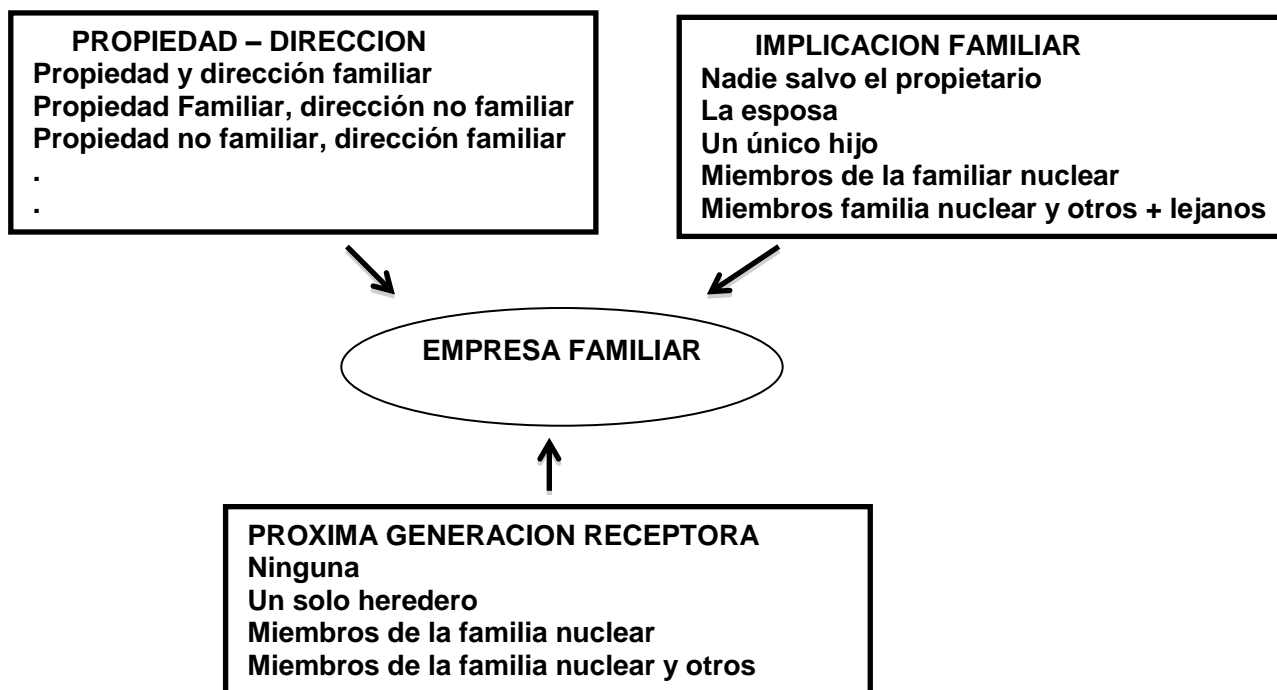 PROPIEDAD – DIRECCION
Propiedad y dirección familiar
Propiedad Familiar, dirección no familiar
Propiedad no familiar, dirección familiar
.
.
IMPLICACION FAMILIAR
Nadie salvo el propietario
La esposa
Un único hijo
Miembros de la familiar nuclear
Miembros familia nuclear y otros + lejanos
EMPRESA FAMILIAR
PROXIMA GENERACION RECEPTORA
Ninguna
Un solo heredero
Miembros de la familia nuclear
Miembros de la familia nuclear y otros